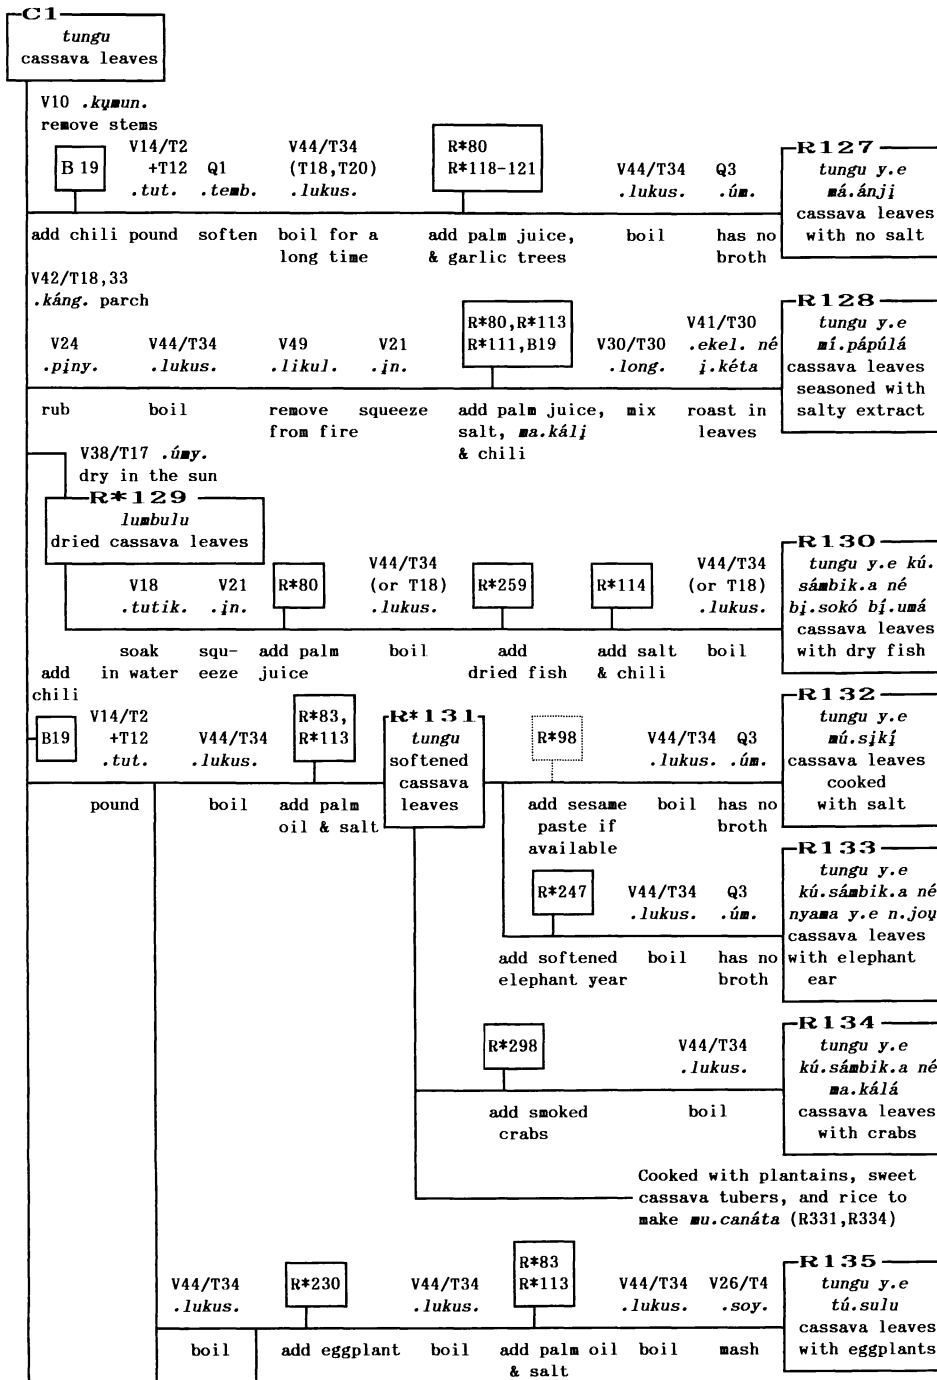 C1
tungu
cassava leaves
V10 .kụmun.
remove stems
B 19
V14/T2
+T12
.tut.
Q1
.temb.
V44/T34
(T18,T20)
.lukus.
R*80
R*118-121
V44/T34
.lukus.
Q3
.úm.
R127
tungu y.e
má.ánjị
cassava leaves
with no salt
add chili pound soften boil for a
long time
add palm juice,
& garlic trees
boil
has no
broth
V42/T18,33
.káng. parch
V24
.pịny.
V44/T34
.lukus.
V49
.likul.
V21
.ịn.
R*80,R*113
R*111,B19
V30/T30
.long.
V41/T30
.ekel. né
ị.kéta
R128
tungu y.e
mí.pápúlá
cassava leaves
seasoned with
salty extract
rub
boil
remove
from fire
squeeze
add palm juice,
salt, ma.kálị
& chili
mix
roast in
leaves
V38/T17 .úmy.
dry in the sun
R*129
lumbulu
dried cassava leaves
V18
.tutik.
V21
.ịn.
R*80
V44/T34
(or T18)
.lukus.
R*259
R*114
V44/T34
(or T18)
.lukus.
R130
tungu y.e kú.
sámbik.a né
bị.sokó bị́.umá
cassava leaves
with dry fish
soak
in water
squ-
eeze
add palm
juice
boil
add
dried fish
add salt
& chili
boil
add
chili
B19
V14/T2
+T12
.tut.
V44/T34
.lukus.
R*83,
R*113
R*131
tungu
softened
cassava
leaves
R*98
V44/T34
.lukus.
Q3
.úm.
R132
tungu y.e
mú.sịkị́
cassava leaves
cooked
with salt
pound
boil
add palm
oil & salt
add sesame
paste if
available
boil
has no
broth
R*247
V44/T34
.lukus.
Q3
.úm.
R133
tungu y.e
kú.sámbik.a né
nyama y.e n.joụ
cassava leaves
with elephant
ear
add softened
elephant year
boil
has no
broth
R*298
V44/T34
.lukus.
R134
tungu y.e
kú.sámbik.a né
ma.kálá
cassava leaves
with crabs
add smoked
crabs
boil
Cooked with plantains, sweet
cassava tubers, and rice to
make mu.canáta (R331,R334)
V44/T34
.lukus.
R*230
V44/T34
.lukus.
R*83
R*113
V44/T34
.lukus.
V26/T4
.soy.
R135
tungu y.e
tú.sulu
cassava leaves
with eggplants
boil
add eggplant
boil
add palm oil
& salt
boil
mash